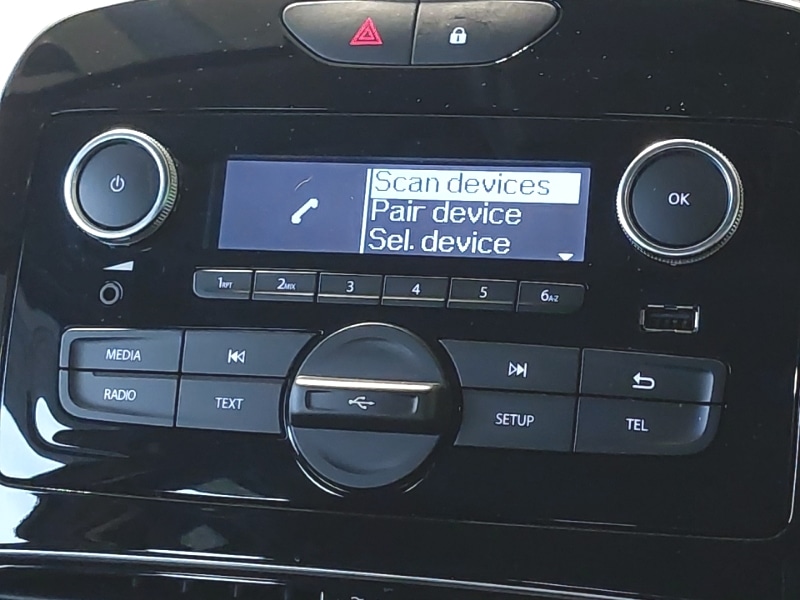 Scan devices
Pair device
Sel. device
OK
1RPT 2MIX 3 4 5 6A-Z
MEDIA
RADIO TEXT SETUP TEL